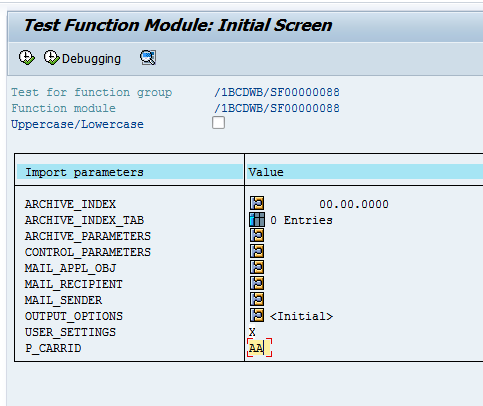 Test Function Module: Initial Screen
Debugging
Test for function group /1BCDWB/SF00000088
Function module /1BCDWB/SF00000088
Uppercase/Lowercase
Import parameters Value
ARCHIVE_INDEX 00.00.0000
ARCHIVE_INDEX_TAB 0 Entries
ARCHIVE_PARAMETERS
CONTROL_PARAMETERS
MAIL_APPL_OBJ
MAIL_RECIPIENT
MAIL_SENDER
OUTPUT_OPTIONS <Initial>
USER_SETTINGS X
P_CARRID AA